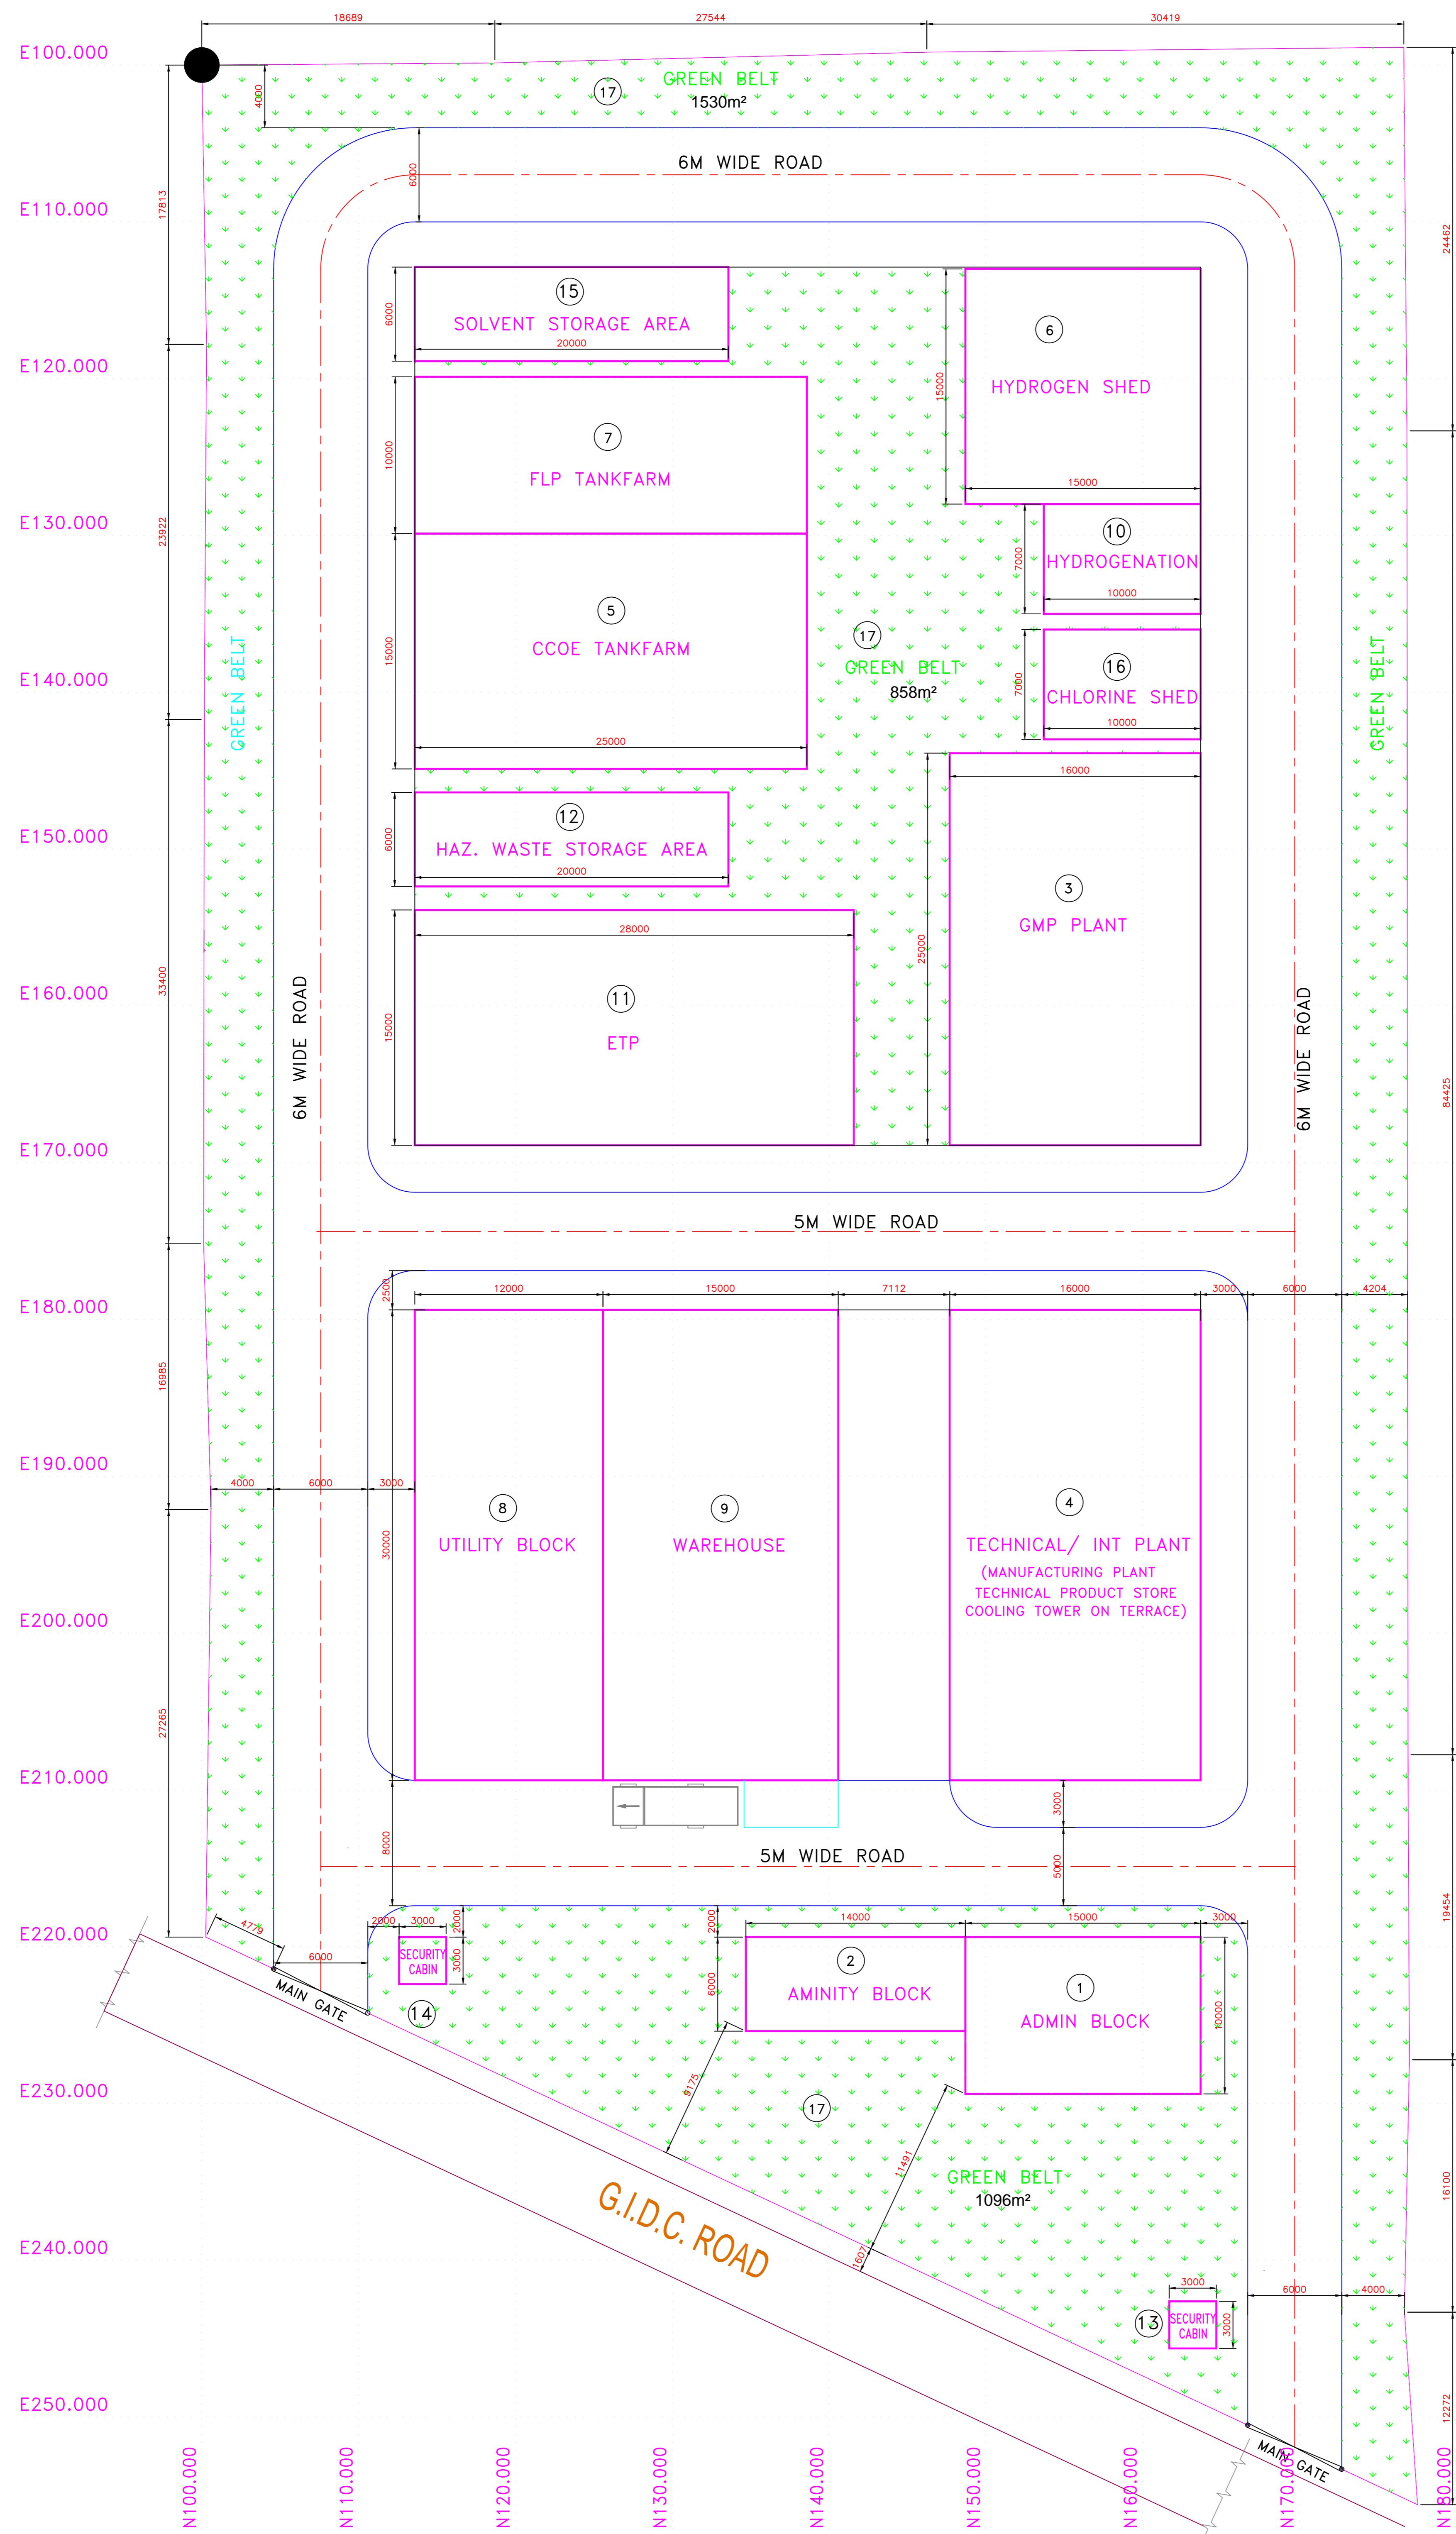 18689
27544
30419
E100.000
17
GREEN BELT
1530m²
4000
6M WIDE ROAD
6000
17813
E110.000
24462
15
SOLVENT STORAGE AREA
6000
20000
6
HYDROGEN SHED
15000
15000
E120.000
7
FLP TANKFARM
10000
10
HYDROGENATION
7000
10000
E130.000
23922
5
CCOE TANKFARM
15000
25000
17
GREEN BELT
858m²
16
CHLORINE SHED
7000
10000
GREEN BELT
GREEN BELT
E140.000
16000
12
HAZ. WASTE STORAGE AREA
6000
20000
E150.000
3
GMP PLANT
25000
28000
11
ETP
15000
33400
E160.000
6M WIDE ROAD
6M WIDE ROAD
84425
E170.000
5M WIDE ROAD
2500
12000
15000
7112
16000
3000
6000
4204
E180.000
16985
E190.000
4000
6000
3000
30000
8
UTILITY BLOCK
9
WAREHOUSE
4
TECHNICAL/ INT PLANT
(MANUFACTURING PLANT
TECHNICAL PRODUCT STORE
COOLING TOWER ON TERRACE)
E200.000
27265
E210.000
3000
8000
5M WIDE ROAD
5000
19454
E220.000
4779
6000
2000
3000
2000
SECURITY
CABIN
3000
14
MAIN GATE
2000
14000
15000
3000
6000
2
AMINITY BLOCK
1
ADMIN BLOCK
10000
E230.000
9175
17
11491
GREEN BELT
1096m²
16100
G.I.D.C. ROAD
1607
E240.000
3000
6000
4000
13
SECURITY
CABIN
3000
12272
E250.000
MAIN GATE
N100.000
N110.000
N120.000
N130.000
N140.000
N150.000
N160.000
N170.000
N180.000